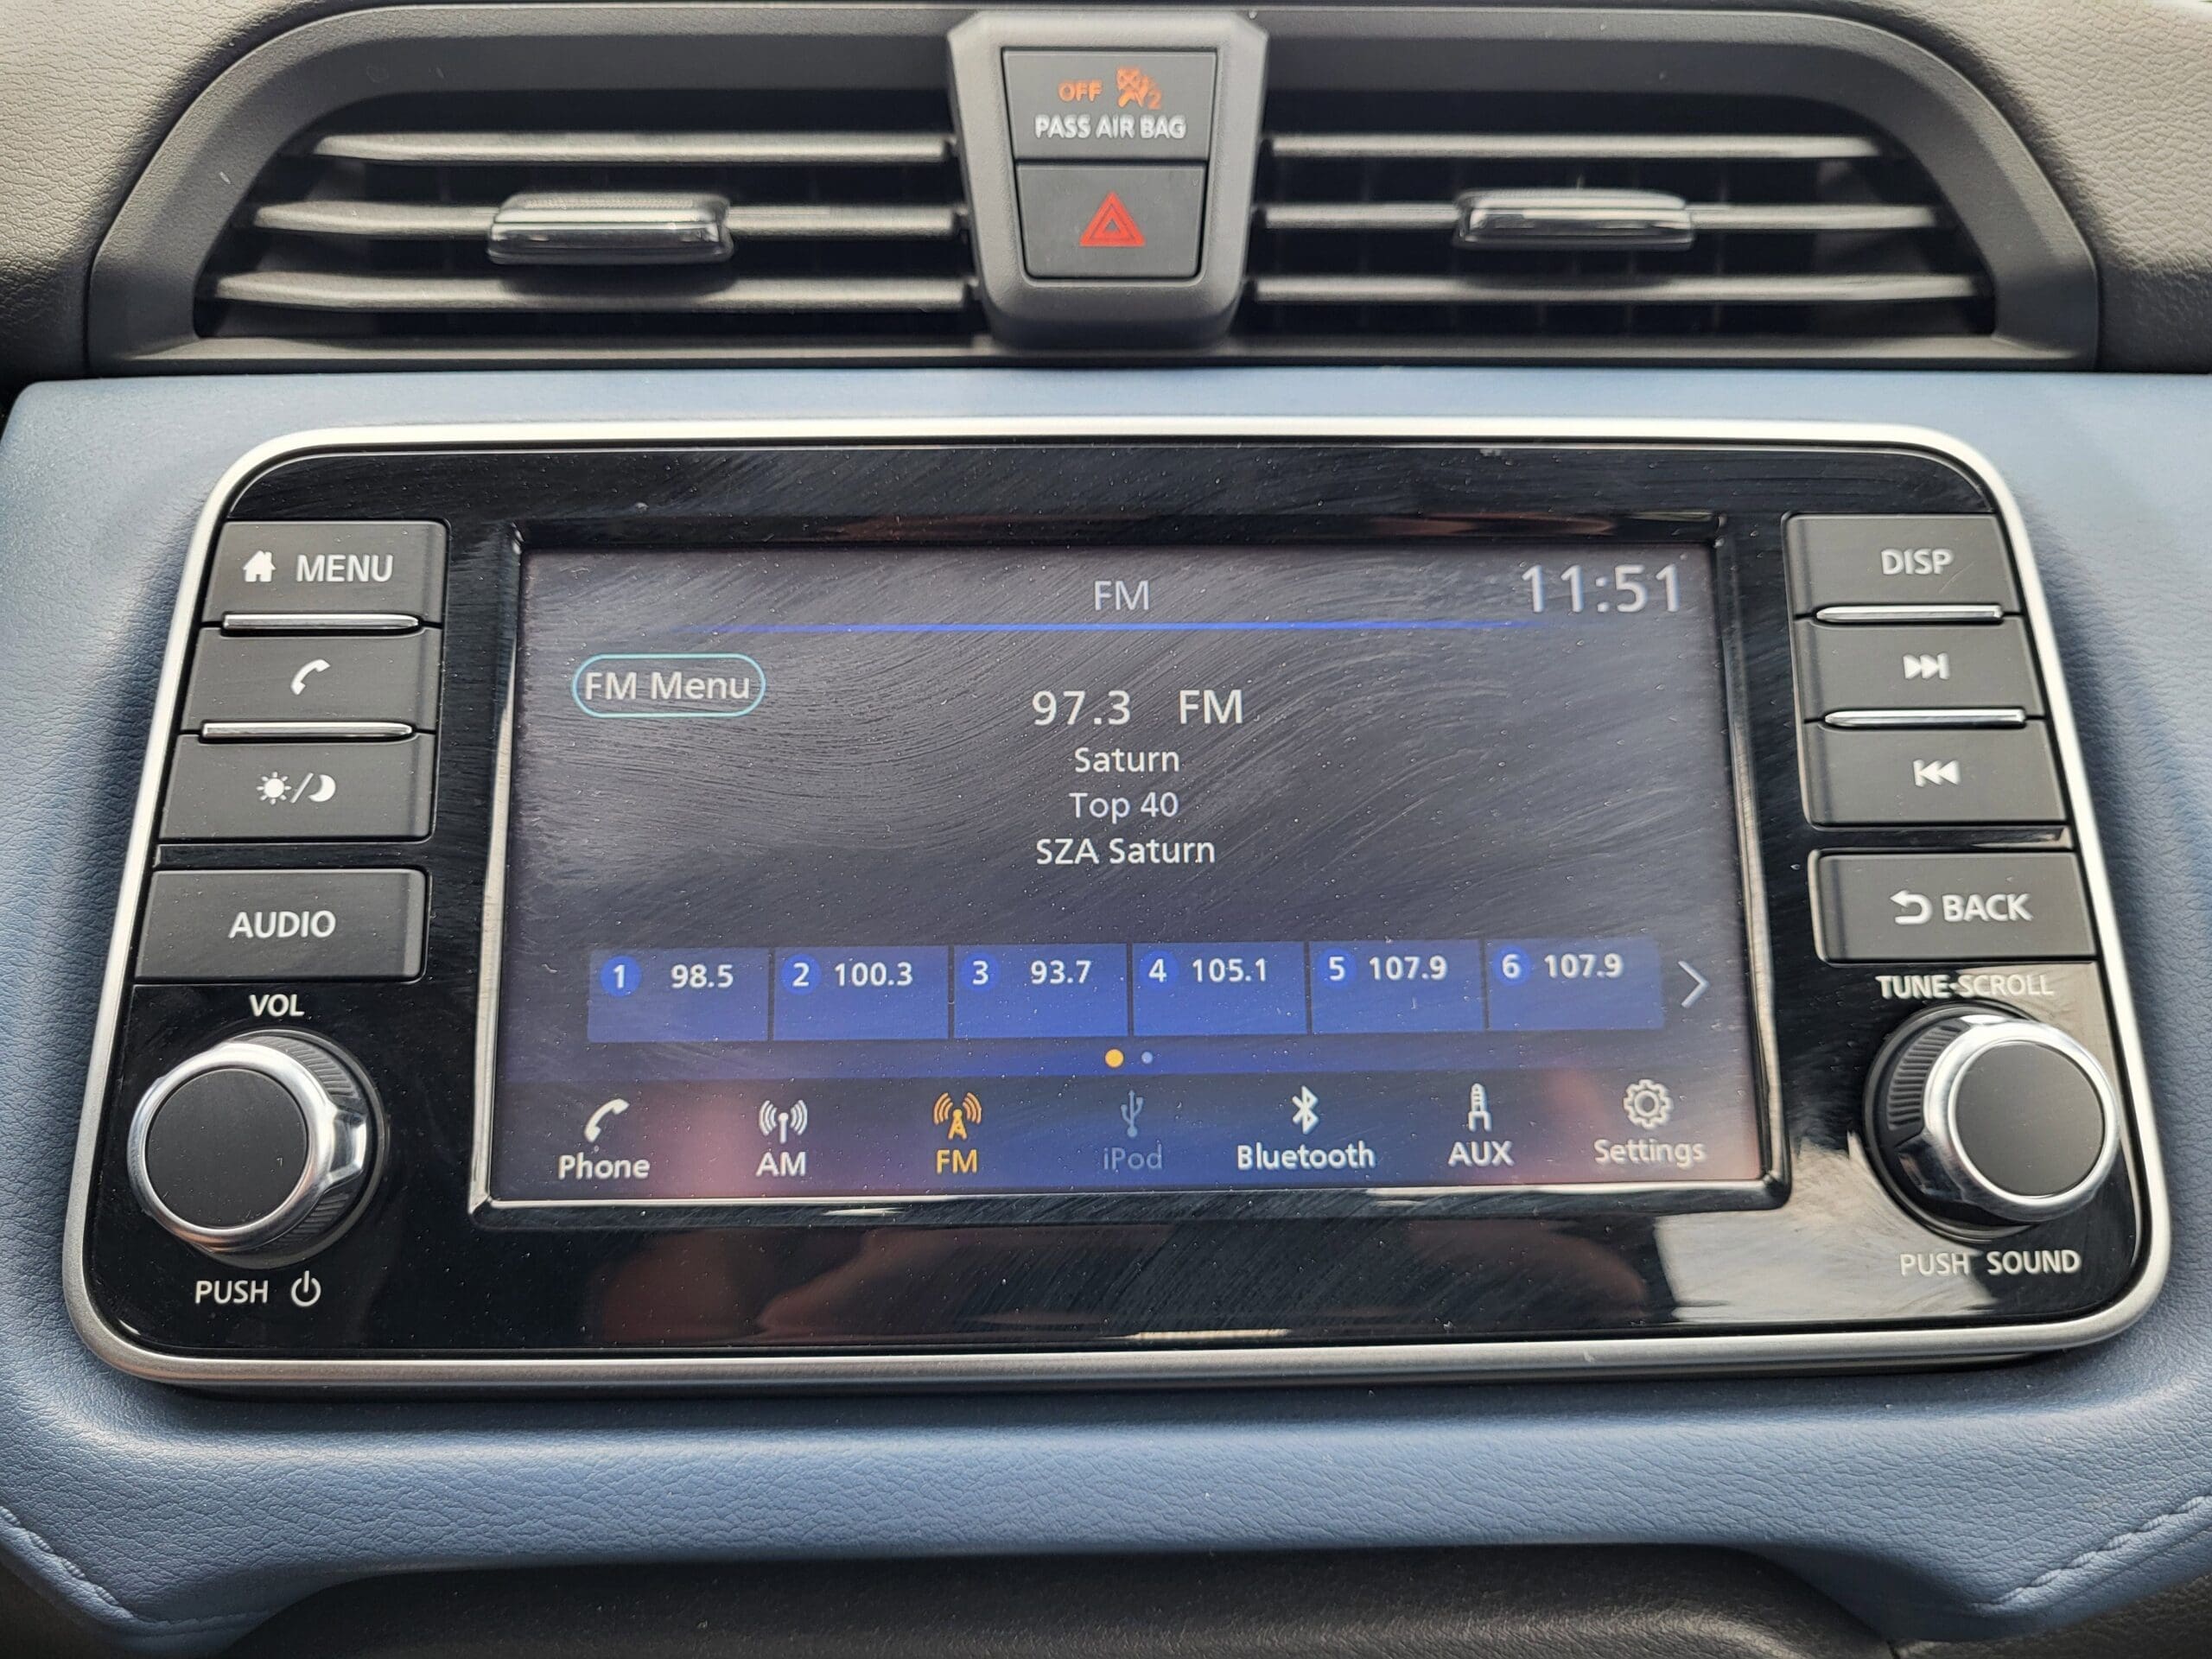 OFF 2
PASS AIR BAG
MENU
DISP
FM
11:51
FM Menu
97.3 FM
Saturn
Top 40
SZA Saturn
AUDIO
BACK
1 98.5
2 100.3
3 93.7
4 105.1
5 107.9
6 107.9
VOL
TUNE•SCROLL
Phone
AM
FM
iPod
Bluetooth
AUX
Settings
PUSH
PUSH SOUND